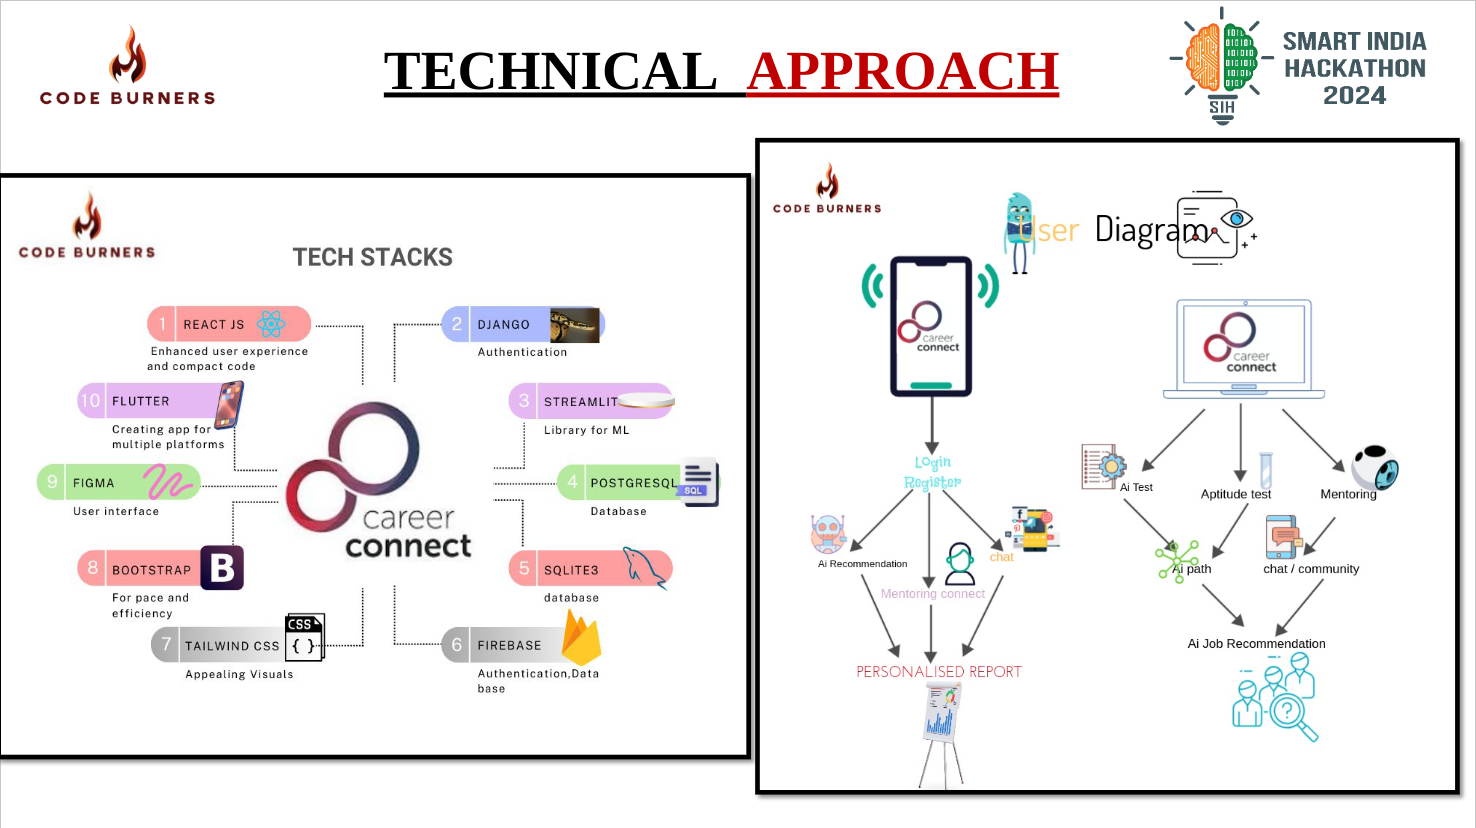 CODE BURNERS
TECHNICAL APPROACH
SIH
SMART INDIA
HACKATHON
2024
CODE BURNERS
TECH STACKS
1 REACT JS
Enhanced user experience
and compact code
2 DJANGO
Authentication
10 FLUTTER
Creating app for
multiple platforms
3 STREAMLIT
Library for ML
9 FIGMA
User interface
4 POSTGRESQL
SQL
Database
career
connect
8 BOOTSTRAP
B
For pace and
efficiency
5 SQLITE3
database
7 TAILWIND CSS
CSS
{ }
Appealing Visuals
6 FIREBASE
Authentication,Data
base
CODE BURNERS
User Diagram
career
connect
career
connect
Login
Register
Ai Test
Aptitude test
Mentoring
Ai Recommendation
chat
Mentoring connect
Ai path
chat / community
PERSONALISED REPORT
Ai Job Recommendation
?